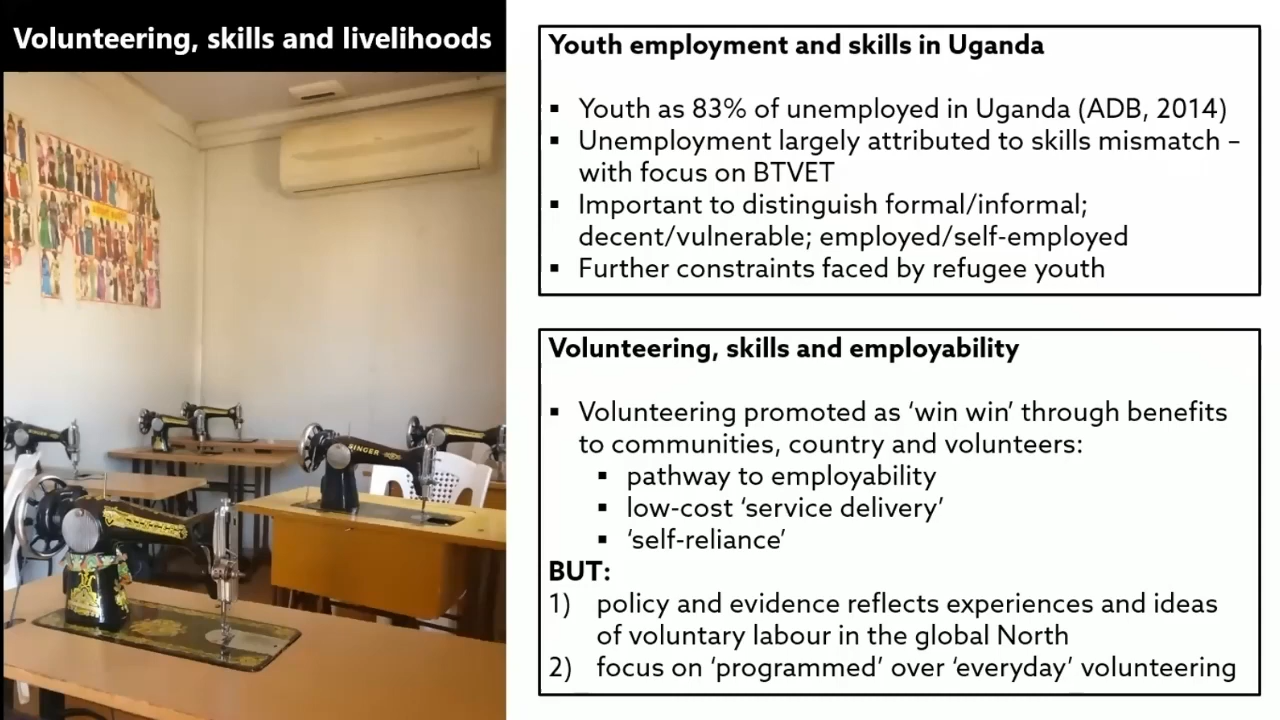 Volunteering, skills and livelihoods
SINGER
Youth employment and skills in Uganda
▪ Youth as 83% of unemployed in Uganda (ADB, 2014)
▪ Unemployment largely attributed to skills mismatch –
with focus on BTVET
▪ Important to distinguish formal/informal;
decent/vulnerable; employed/self-employed
▪ Further constraints faced by refugee youth
Volunteering, skills and employability
▪ Volunteering promoted as ‘win win’ through benefits
to communities, country and volunteers:
▪ pathway to employability
▪ low-cost ‘service delivery’
▪ ‘self-reliance’
BUT:
1) policy and evidence reflects experiences and ideas
of voluntary labour in the global North
2) focus on ‘programmed’ over ‘everyday’ volunteering